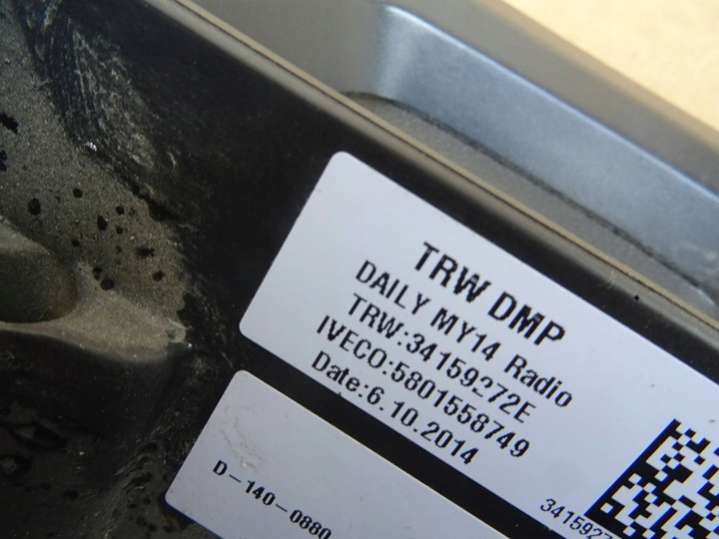 TRW DMP
DAILY MY14 Radio
TRW:34159272E
IVECO:5801558749
Date:6.10.2014
D-140-0880